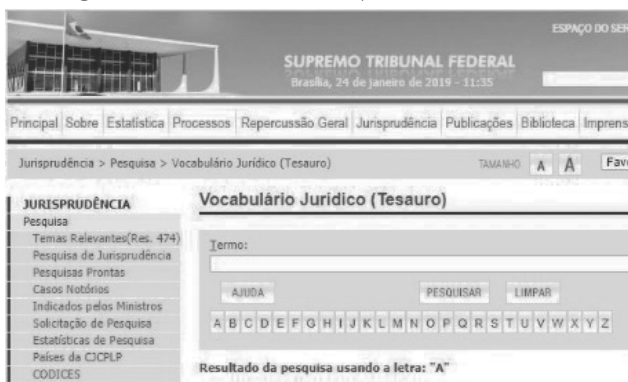 ESPAÇO DO SER
SUPREMO TRIBUNAL FEDERAL
Brasília, 24 de janeiro de 2019 - 11:35
Principal Sobre Estatística Processos Repercussão Geral Jurisprudência Publicações Biblioteca Imprens
Jurisprudência > Pesquisa > Vocabulário Jurídico (Tesauro) TAMANHO A A Favo
JURISPRUDÊNCIA
Pesquisa
Temas Relevantes(Res. 474)
Pesquisa de Jurisprudência
Pesquisas Prontas
Casos Notórios
Indicados pelos Ministros
Solicitação de Pesquisa
Estatísticas de Pesquisa
Países da CJCPLP
CODICES
Vocabulário Jurídico (Tesauro)
Termo:
AJUDA PESQUISAR LIMPAR
A B C D E F G H I J K L M N O P Q R S T U V W X Y Z
Resultado da pesquisa usando a letra: "A"